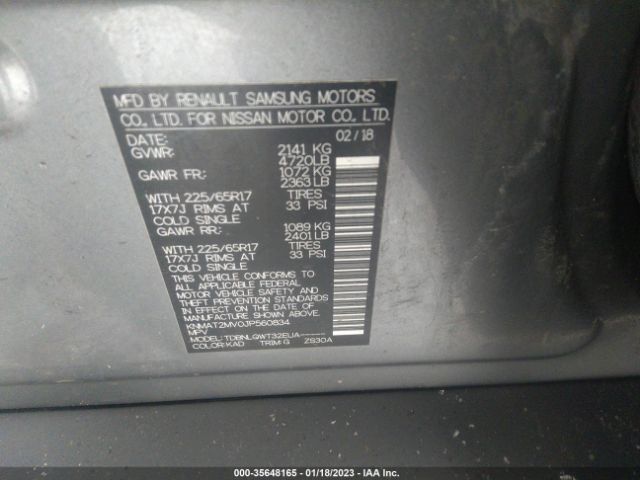 MFD BY RENAULT SAMSUNG MOTORS
CO., LTD. FOR NISSAN MOTOR CO., LTD.
DATE: 02/18
GVWR: 2141 KG
4720LB
GAWR FR: 1072 KG
2363LB
WITH 225/65R17 TIRES
17X7J RIMS AT 33 PSI
COLD SINGLE
GAWR RR: 1089 KG
2401LB
WITH 225/65R17 TIRES
17X7J RIMS AT 33 PSI
COLD SINGLE
THIS VEHICLE CONFORMS TO
ALL APPLICABLE FEDERAL
MOTOR VEHICLE SAFETY AND
THEFT PREVENTION STANDARDS
IN EFFECT ON THE DATE OF
MANUFACTURE SHOWN ABOVE.
KNMAT2MV0JP560834
MPV
MODEL: TDBNLGWT32EUA-----
COLOR: KAD TRIM: G ZS30A
000-35648165 - 01/18/2023 - IAA Inc.